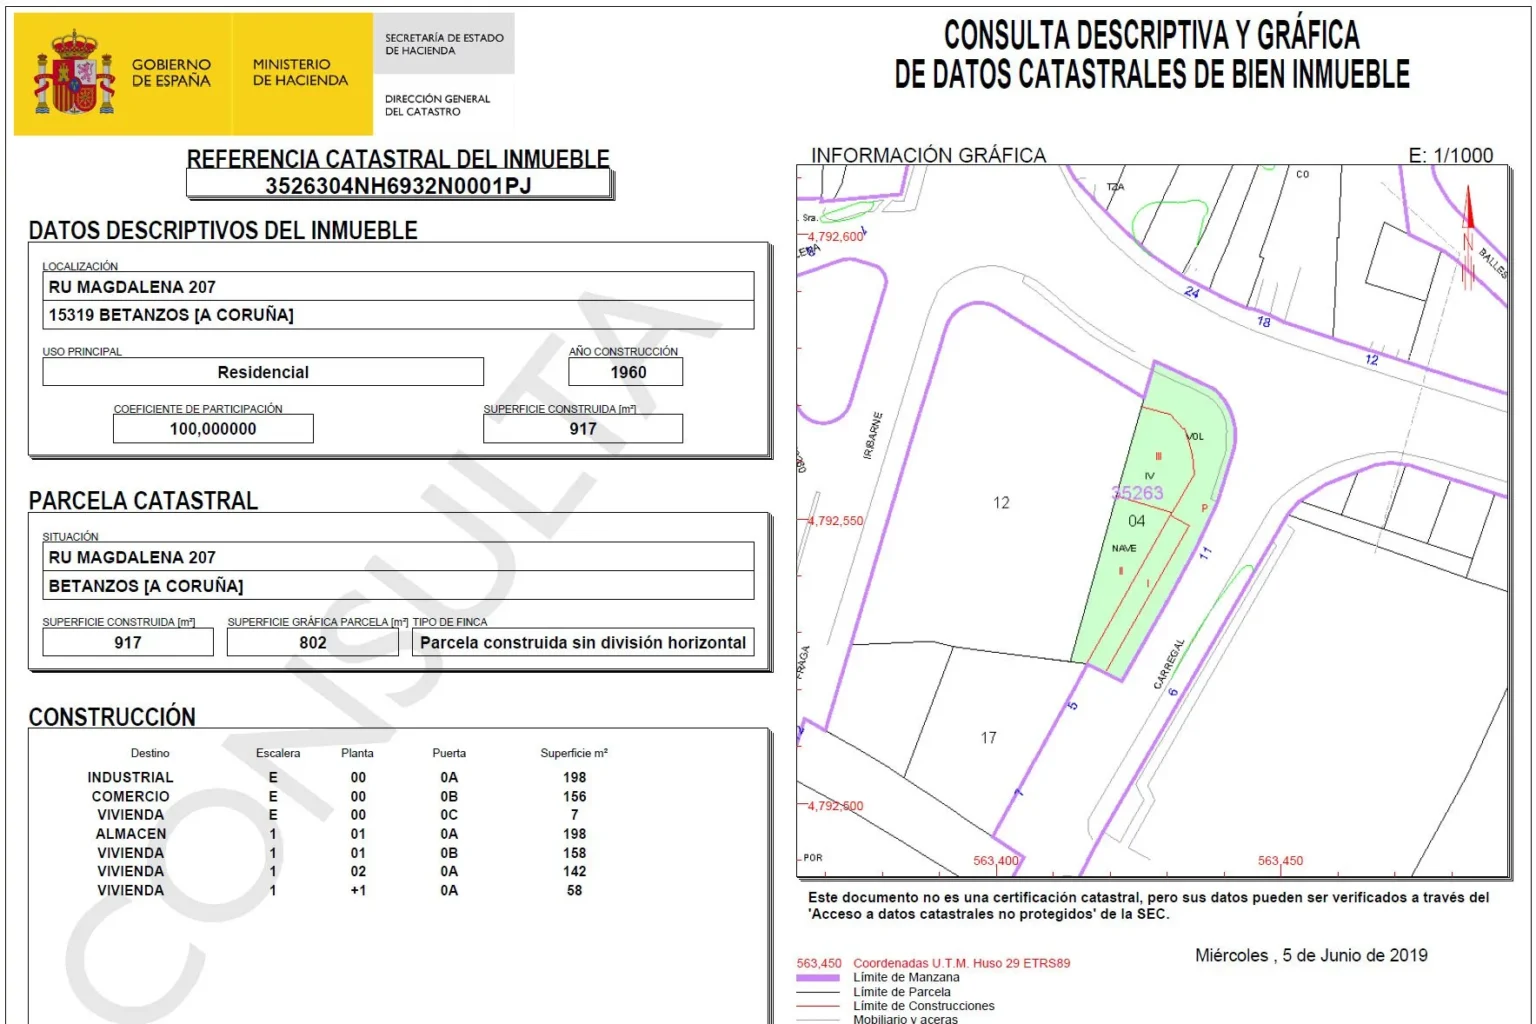 GOBIERNO
DE ESPAÑA
MINISTERIO
DE HACIENDA
SECRETARÍA DE ESTADO
DE HACIENDA
DIRECCIÓN GENERAL
DEL CATASTRO
CONSULTA DESCRIPTIVA Y GRÁFICA
DE DATOS CATASTRALES DE BIEN INMUEBLE
REFERENCIA CATASTRAL DEL INMUEBLE
3526304NH6932N0001PJ
DATOS DESCRIPTIVOS DEL INMUEBLE
LOCALIZACIÓN
RU MAGDALENA 207
15319 BETANZOS [A CORUÑA]
USO PRINCIPAL
AÑO CONSTRUCCIÓN
Residencial
1960
COEFICIENTE DE PARTICIPACIÓN
SUPERFICIE CONSTRUIDA [m²]
100,000000
917
PARCELA CATASTRAL
SITUACIÓN
RU MAGDALENA 207
BETANZOS [A CORUÑA]
SUPERFICIE CONSTRUIDA [m²]
SUPERFICIE GRÁFICA PARCELA [m²]
TIPO DE FINCA
917
802
Parcela construida sin división horizontal
CONSTRUCCIÓN
Destino Escalera Planta Puerta Superficie m²
INDUSTRIAL E 00 0A 198
COMERCIO E 00 0B 156
VIVIENDA E 00 0C 7
ALMACEN 1 01 0A 198
VIVIENDA 1 01 0B 158
VIVIENDA 1 02 0A 142
VIVIENDA 1 +1 0A 58
CONSULTA
INFORMACIÓN GRÁFICA
E: 1/1000
TZA
CO
Sra.
4,792,600
N
BALLES
24
18
12
IRIBARNE
VOL
III
IV
35263
12
P
4,792,550
04
NAVE
11
II
I
CARREGAL
FRAGA
6
5
17
7
4,792,500
POR
563,400
563,450
Este documento no es una certificación catastral, pero sus datos pueden ser verificados a través del
'Acceso a datos catastrales no protegidos' de la SEC.
Miércoles , 5 de Junio de 2019
563,450 Coordenadas U.T.M. Huso 29 ETRS89
Límite de Manzana
Límite de Parcela
Límite de Construcciones
Mobiliario y aceras